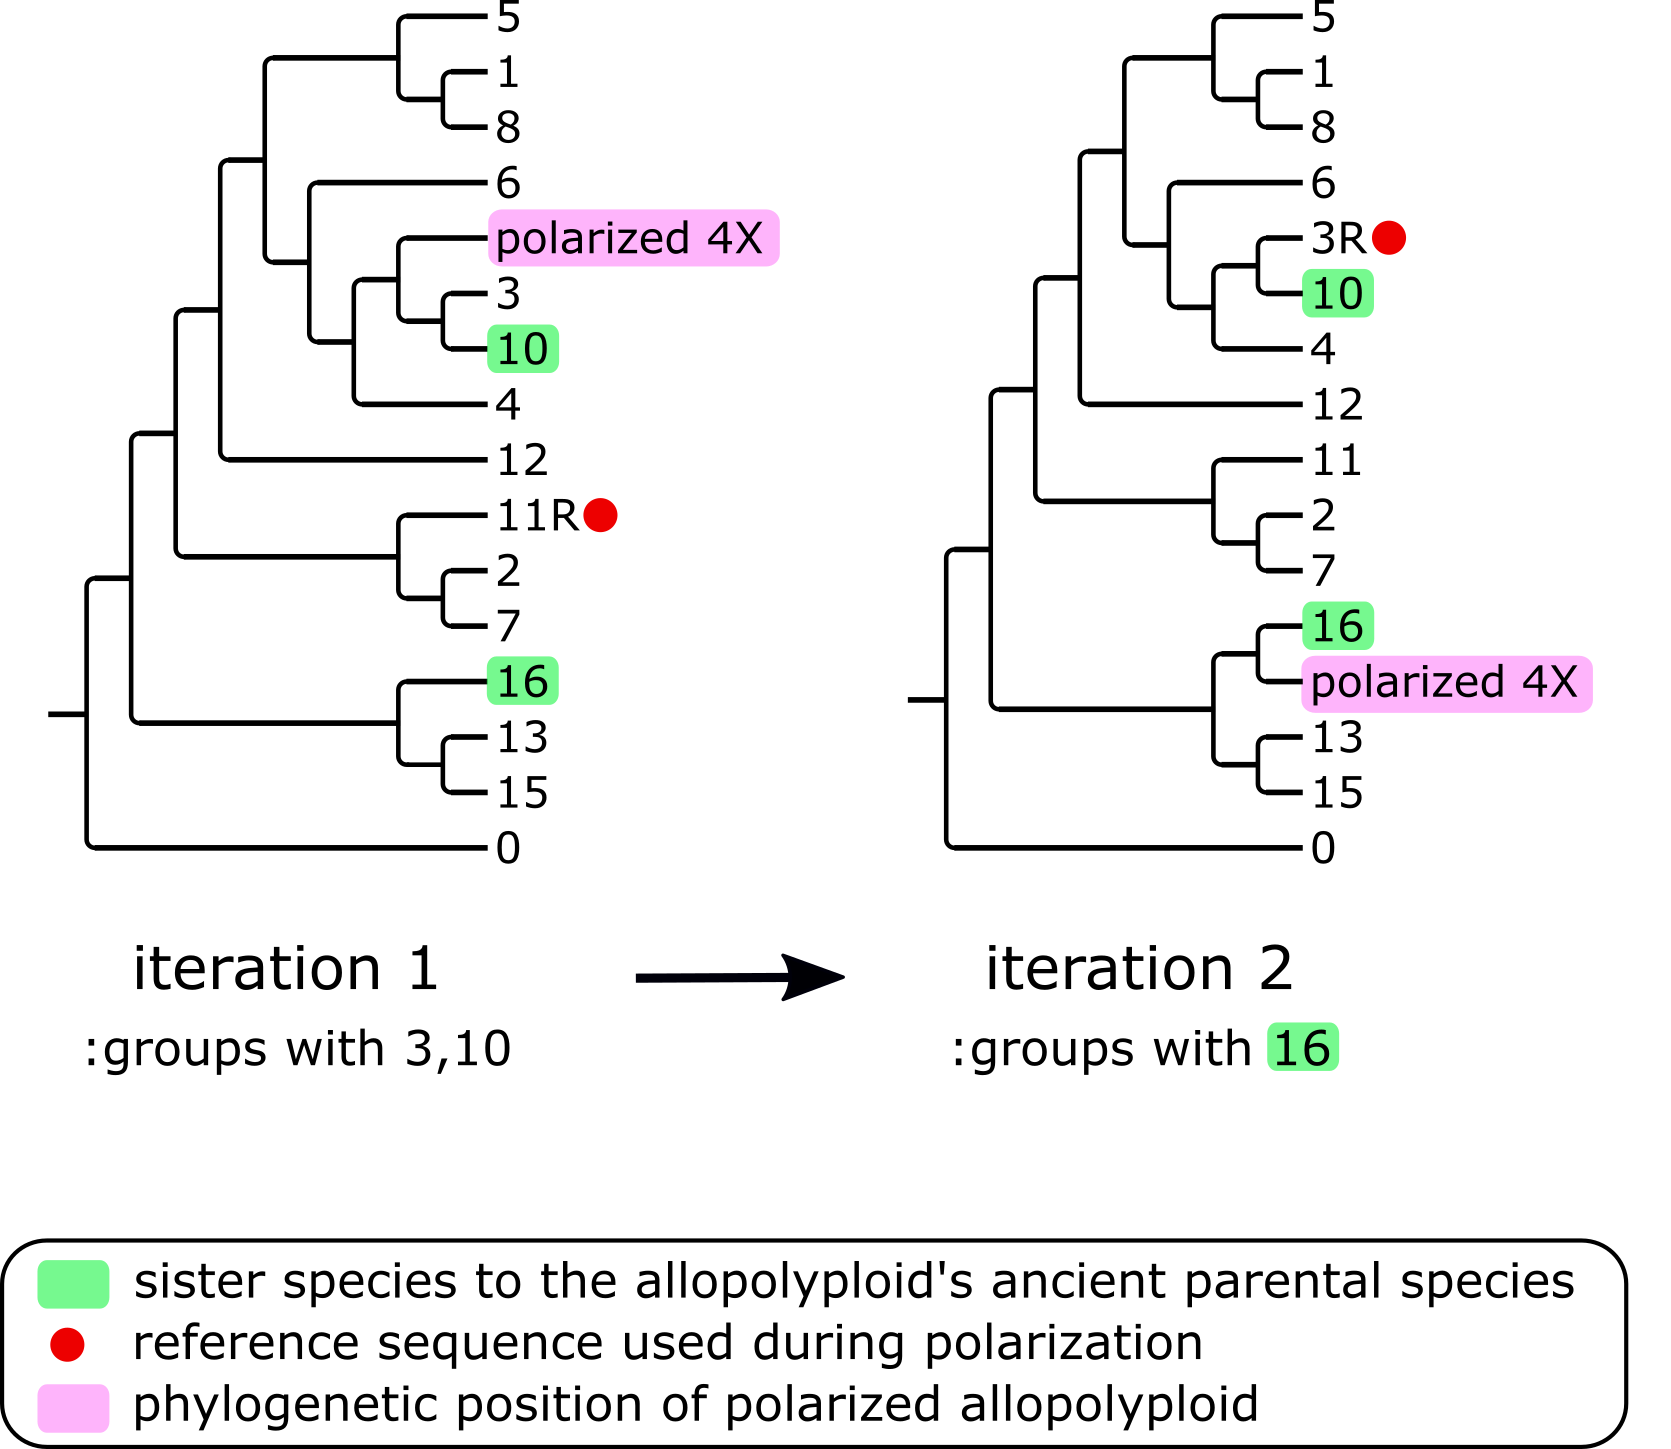 5
1
8
6
polarized 4X
3
10
4
12
11R
2
7
16
13
15
0
iteration 1
:groups with 3,10
5
1
8
6
3R
10
4
12
11
2
7
16
polarized 4X
13
15
0
iteration 2
:groups with 16
sister species to the allopolyploid's ancient parental species
reference sequence used during polarization
phylogenetic position of polarized allopolyploid